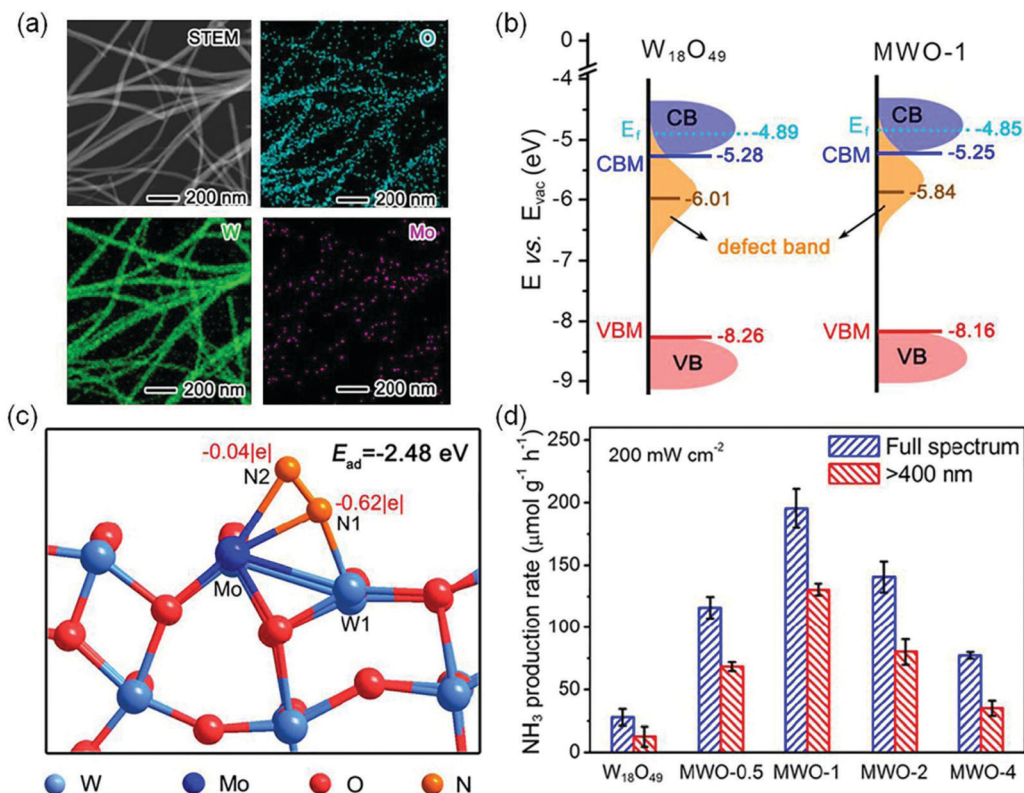 (a)
STEM
200 nm
O
200 nm
W
200 nm
Mo
200 nm
(b)
W18O49
MWO-1
E vs. Evac (eV)
0
-4
-5
-6
-7
-8
-9
CB
Ef
-4.89
CBM
-5.28
-6.01
defect band
VBM
-8.26
VB
CB
Ef
-4.85
CBM
-5.25
-5.84
VBM
-8.16
VB
(c)
-0.04|e|
Ead=-2.48 eV
N2
-0.62|e|
N1
Mo
W1
W
Mo
O
N
(d)
NH3 production rate (μmol g-1 h-1)
250
200
150
100
50
0
200 mW cm-2
Full spectrum
>400 nm
W18O49
MWO-0.5
MWO-1
MWO-2
MWO-4